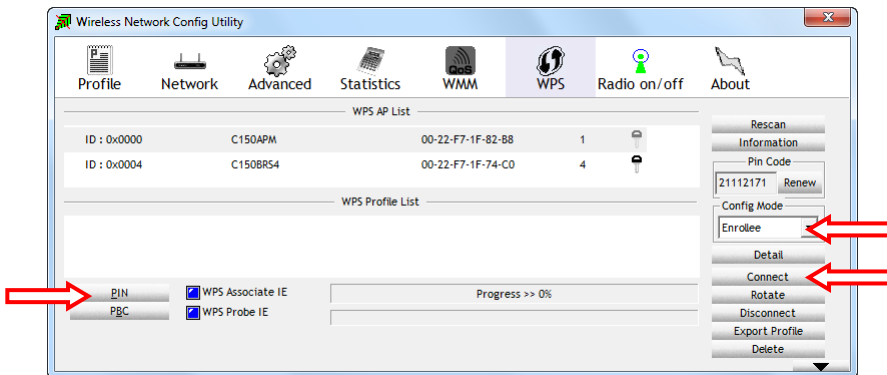 Wireless Network Config Utility
Profile Network Advanced Statistics QoS WMM WPS Radio on/off About
WPS AP List
ID : 0x0000 C150APM 00-22-F7-1F-82-B8 1
ID : 0x0004 C150BRS4 00-22-F7-1F-74-C0 4
WPS Profile List
Rescan
Information
Pin Code
21112171 Renew
Config Mode
Enrollee
Detail
Connect
Rotate
Disconnect
Export Profile
Delete
PIN WPS Associate IE Progress >> 0%
PBC WPS Probe IE